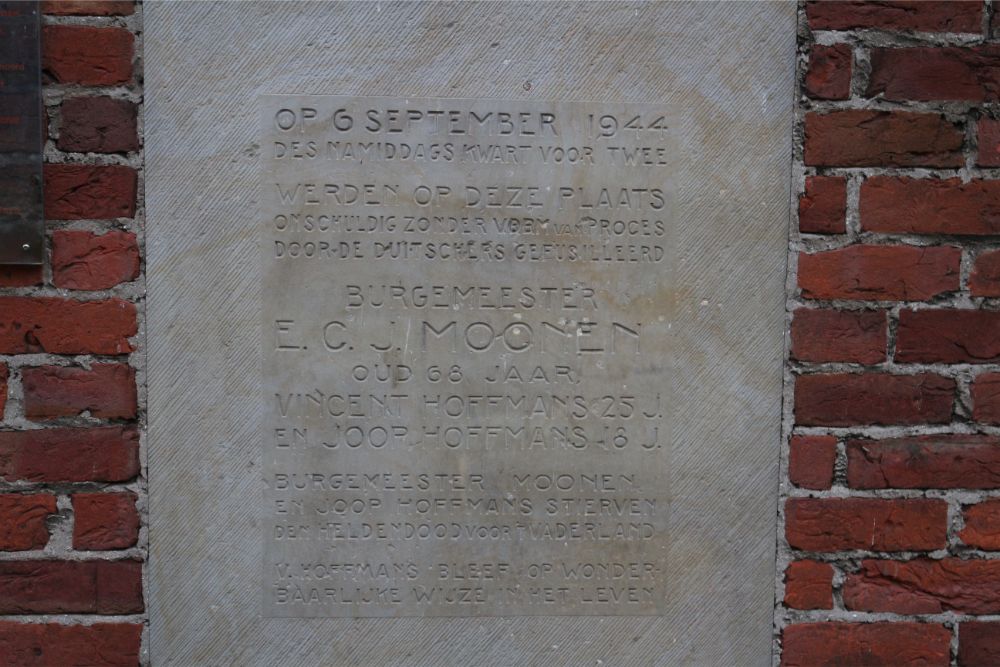 OP 6 SEPTEMBER 1944
DES NAMIDDAGS KWART VOOR TWEE
WERDEN OP DEZE PLAATS
ONSCHULDIG ZONDER VORM VAN PROCES
DOOR DE DUITSCHERS GEFUSILLEERD
BURGEMEESTER
E. C. J. MOONEN
OUD 68 JAAR,
VINCENT HOFFMANS 25 J.
EN JOOP HOFFMANS 18 J.
BURGEMEESTER MOONEN
EN JOOP HOFFMANS STIERVEN
DEN HELDENDOOD VOOR 'T VADERLAND
V. HOFFMANS BLEEF OP WONDER-
BAARLIJKE WIJZE IN HET LEVEN